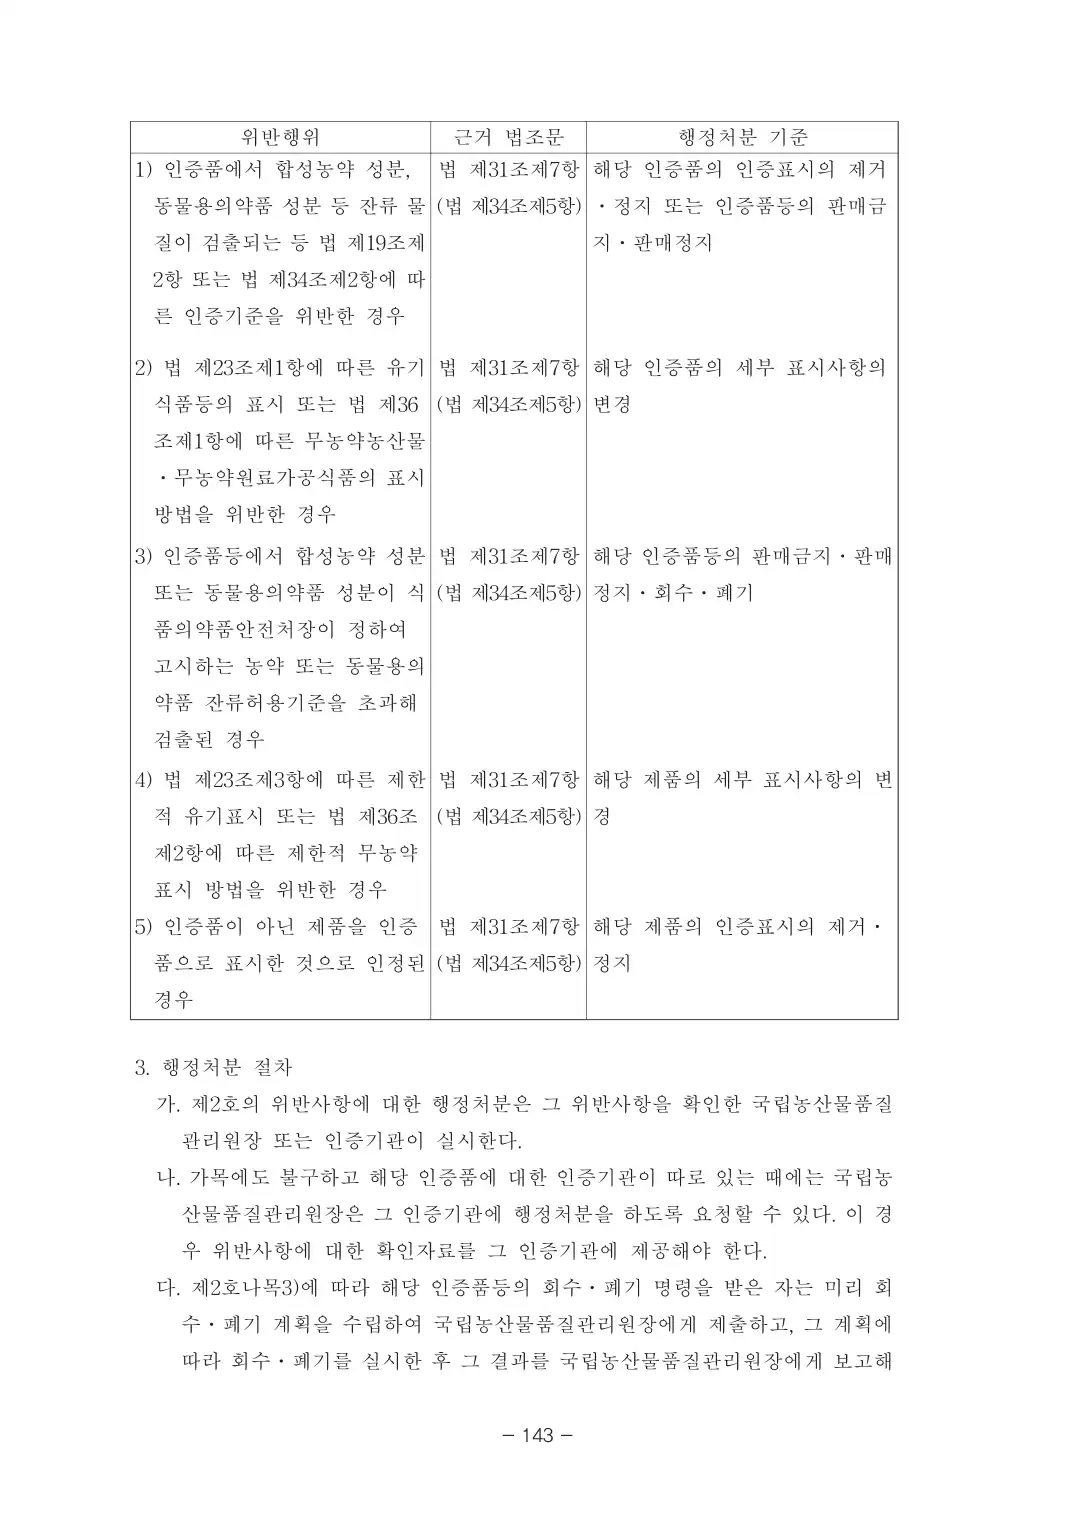 위반행위 근거 법조문 행정처분 기준
1) 인증품에서 합성농약 성분, 법 제31조제7항 해당 인증품의 인증표시의 제거
동물용의약품 성분 등 잔류 물 (법 제34조제5항) ·정지 또는 인증품등의 판매금
질이 검출되는 등 법 제19조제 지·판매정지
2항 또는 법 제34조제2항에 따
른 인증기준을 위반한 경우
2) 법 제23조제1항에 따른 유기 법 제31조제7항 해당 인증품의 세부 표시사항의
식품등의 표시 또는 법 제36 (법 제34조제5항) 변경
조제1항에 따른 무농약농산물
·무농약원료가공식품의 표시
방법을 위반한 경우
3) 인증품등에서 합성농약 성분 법 제31조제7항 해당 인증품등의 판매금지·판매
또는 동물용의약품 성분이 식 (법 제34조제5항) 정지·회수·폐기
품의약품안전처장이 정하여
고시하는 농약 또는 동물용의
약품 잔류허용기준을 초과해
검출된 경우
4) 법 제23조제3항에 따른 제한 법 제31조제7항 해당 제품의 세부 표시사항의 변
적 유기표시 또는 법 제36조 (법 제34조제5항) 경
제2항에 따른 제한적 무농약
표시 방법을 위반한 경우
5) 인증품이 아닌 제품을 인증 법 제31조제7항 해당 제품의 인증표시의 제거·
품으로 표시한 것으로 인정된 (법 제34조제5항) 정지
경우
3. 행정처분 절차
가. 제2호의 위반사항에 대한 행정처분은 그 위반사항을 확인한 국립농산물품질
관리원장 또는 인증기관이 실시한다.
나. 가목에도 불구하고 해당 인증품에 대한 인증기관이 따로 있는 때에는 국립농
산물품질관리원장은 그 인증기관에 행정처분을 하도록 요청할 수 있다. 이 경
우 위반사항에 대한 확인자료를 그 인증기관에 제공해야 한다.
다. 제2호나목3)에 따라 해당 인증품등의 회수·폐기 명령을 받은 자는 미리 회
수·폐기 계획을 수립하여 국립농산물품질관리원장에게 제출하고, 그 계획에
따라 회수·폐기를 실시한 후 그 결과를 국립농산물품질관리원장에게 보고해
- 143 -